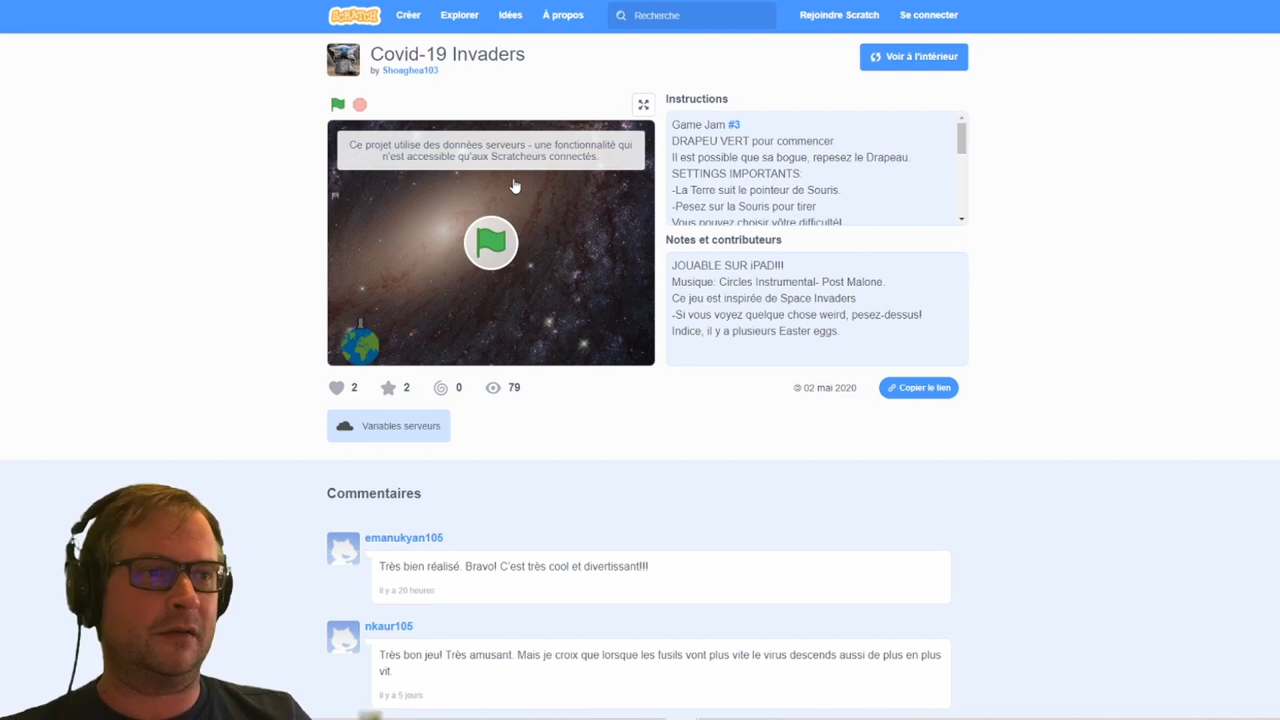 SCRATCH Créer Explorer Idées À propos Recherche Rejoindre Scratch Se connecter
Covid-19 Invaders
by Shoaghea103
Voir à l'intérieur
Ce projet utilise des données serveurs - une fonctionnalité qui
n'est accessible qu'aux Scratcheurs connectés.
Instructions
Game Jam #3
DRAPEU VERT pour commencer
Il est possible que sa bogue, repesez le Drapeau.
SETTINGS IMPORTANTS:
-La Terre suit le pointeur de Souris.
-Pesez sur la Souris pour tirer
Vous pouvez choisir vôtre difficulté!
Notes et contributeurs
JOUABLE SUR iPAD!!!
Musique: Circles Instrumental- Post Malone.
Ce jeu est inspirée de Space Invaders
-Si vous voyez quelque chose weird, pesez-dessus!
Indice, il y a plusieurs Easter eggs.
2 2 0 79
© 02 mai 2020
Copier le lien
Variables serveurs
Commentaires
emanukyan105
Très bien réalisé. Bravo! C'est très cool et divertissant!!!
il y a 20 heures
nkaur105
Très bon jeu! Très amusant. Mais je crois que lorsque les fusils vont plus vite le virus descends aussi de plus en plus
vit.
il y a 5 jours